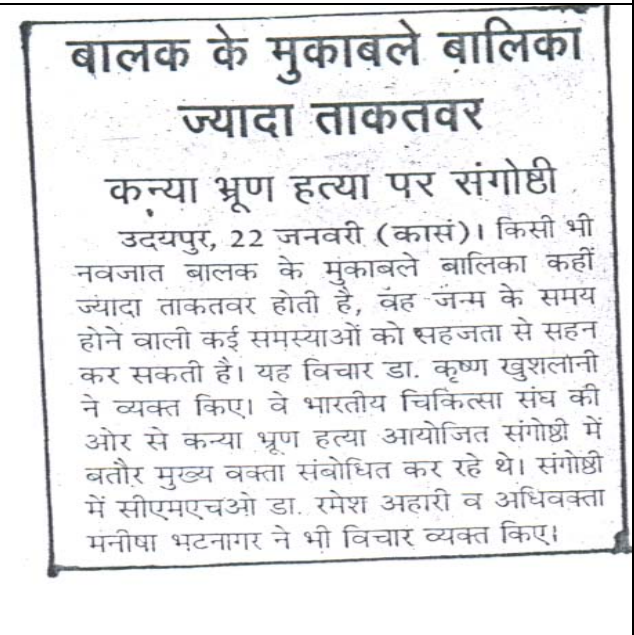 बालक के मुकाबले बालिका
ज्यादा ताकतवर
कन्या भ्रूण हत्या पर संगोष्ठी
उदयपुर, 22 जनवरी (कासं)। किसी भी
नवजात बालक के मुकाबले बालिका कहीं
ज्यादा ताकतवर होती है, वह जन्म के समय
होने वाली कई समस्याओं को सहजता से सहन
कर सकती है। यह विचार डा. कृष्ण खुशलानी
ने व्यक्त किए। वे भारतीय चिकित्सा संघ की
ओर से कन्या भ्रूण हत्या आयोजित संगोष्ठी में
बतौर मुख्य वक्ता संबोधित कर रहे थे। संगोष्ठी
में सीएमएचओ डा. रमेश अहारी व अधिवक्ता
मनीषा भटनागर ने भी विचार व्यक्त किए।